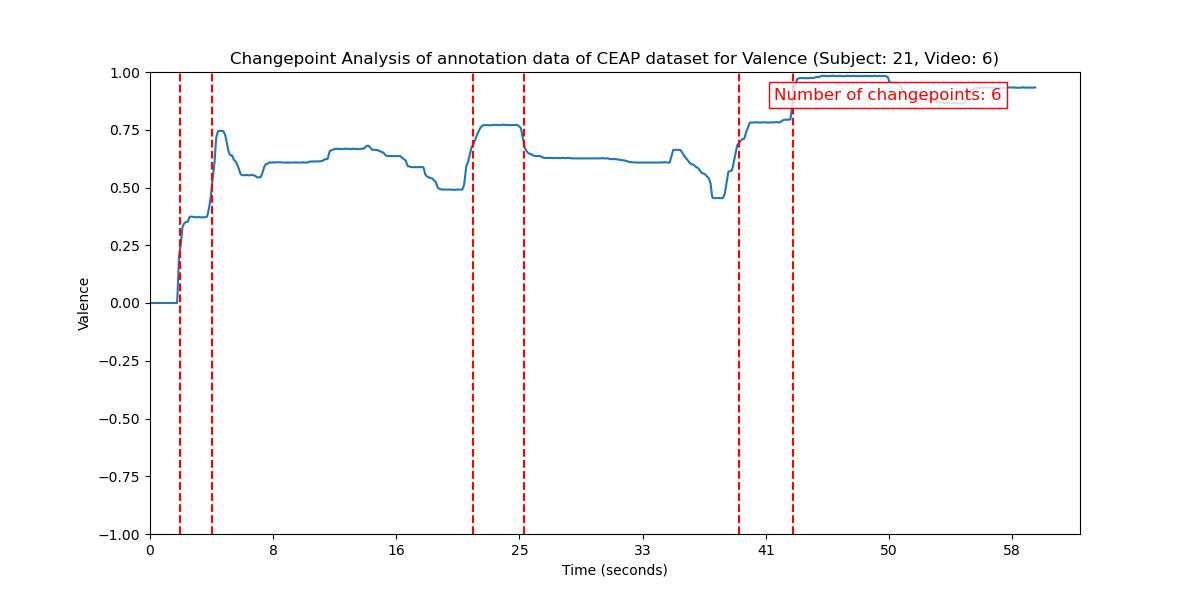 Changepoint Analysis of annotation data of CEAP dataset for Valence (Subject: 21, Video: 6)
Number of changepoints: 6
1.00
0.75
0.50
0.25
0.00
−0.25
−0.50
−0.75
−1.00
Valence
0 8 16 25 33 41 50 58
Time (seconds)